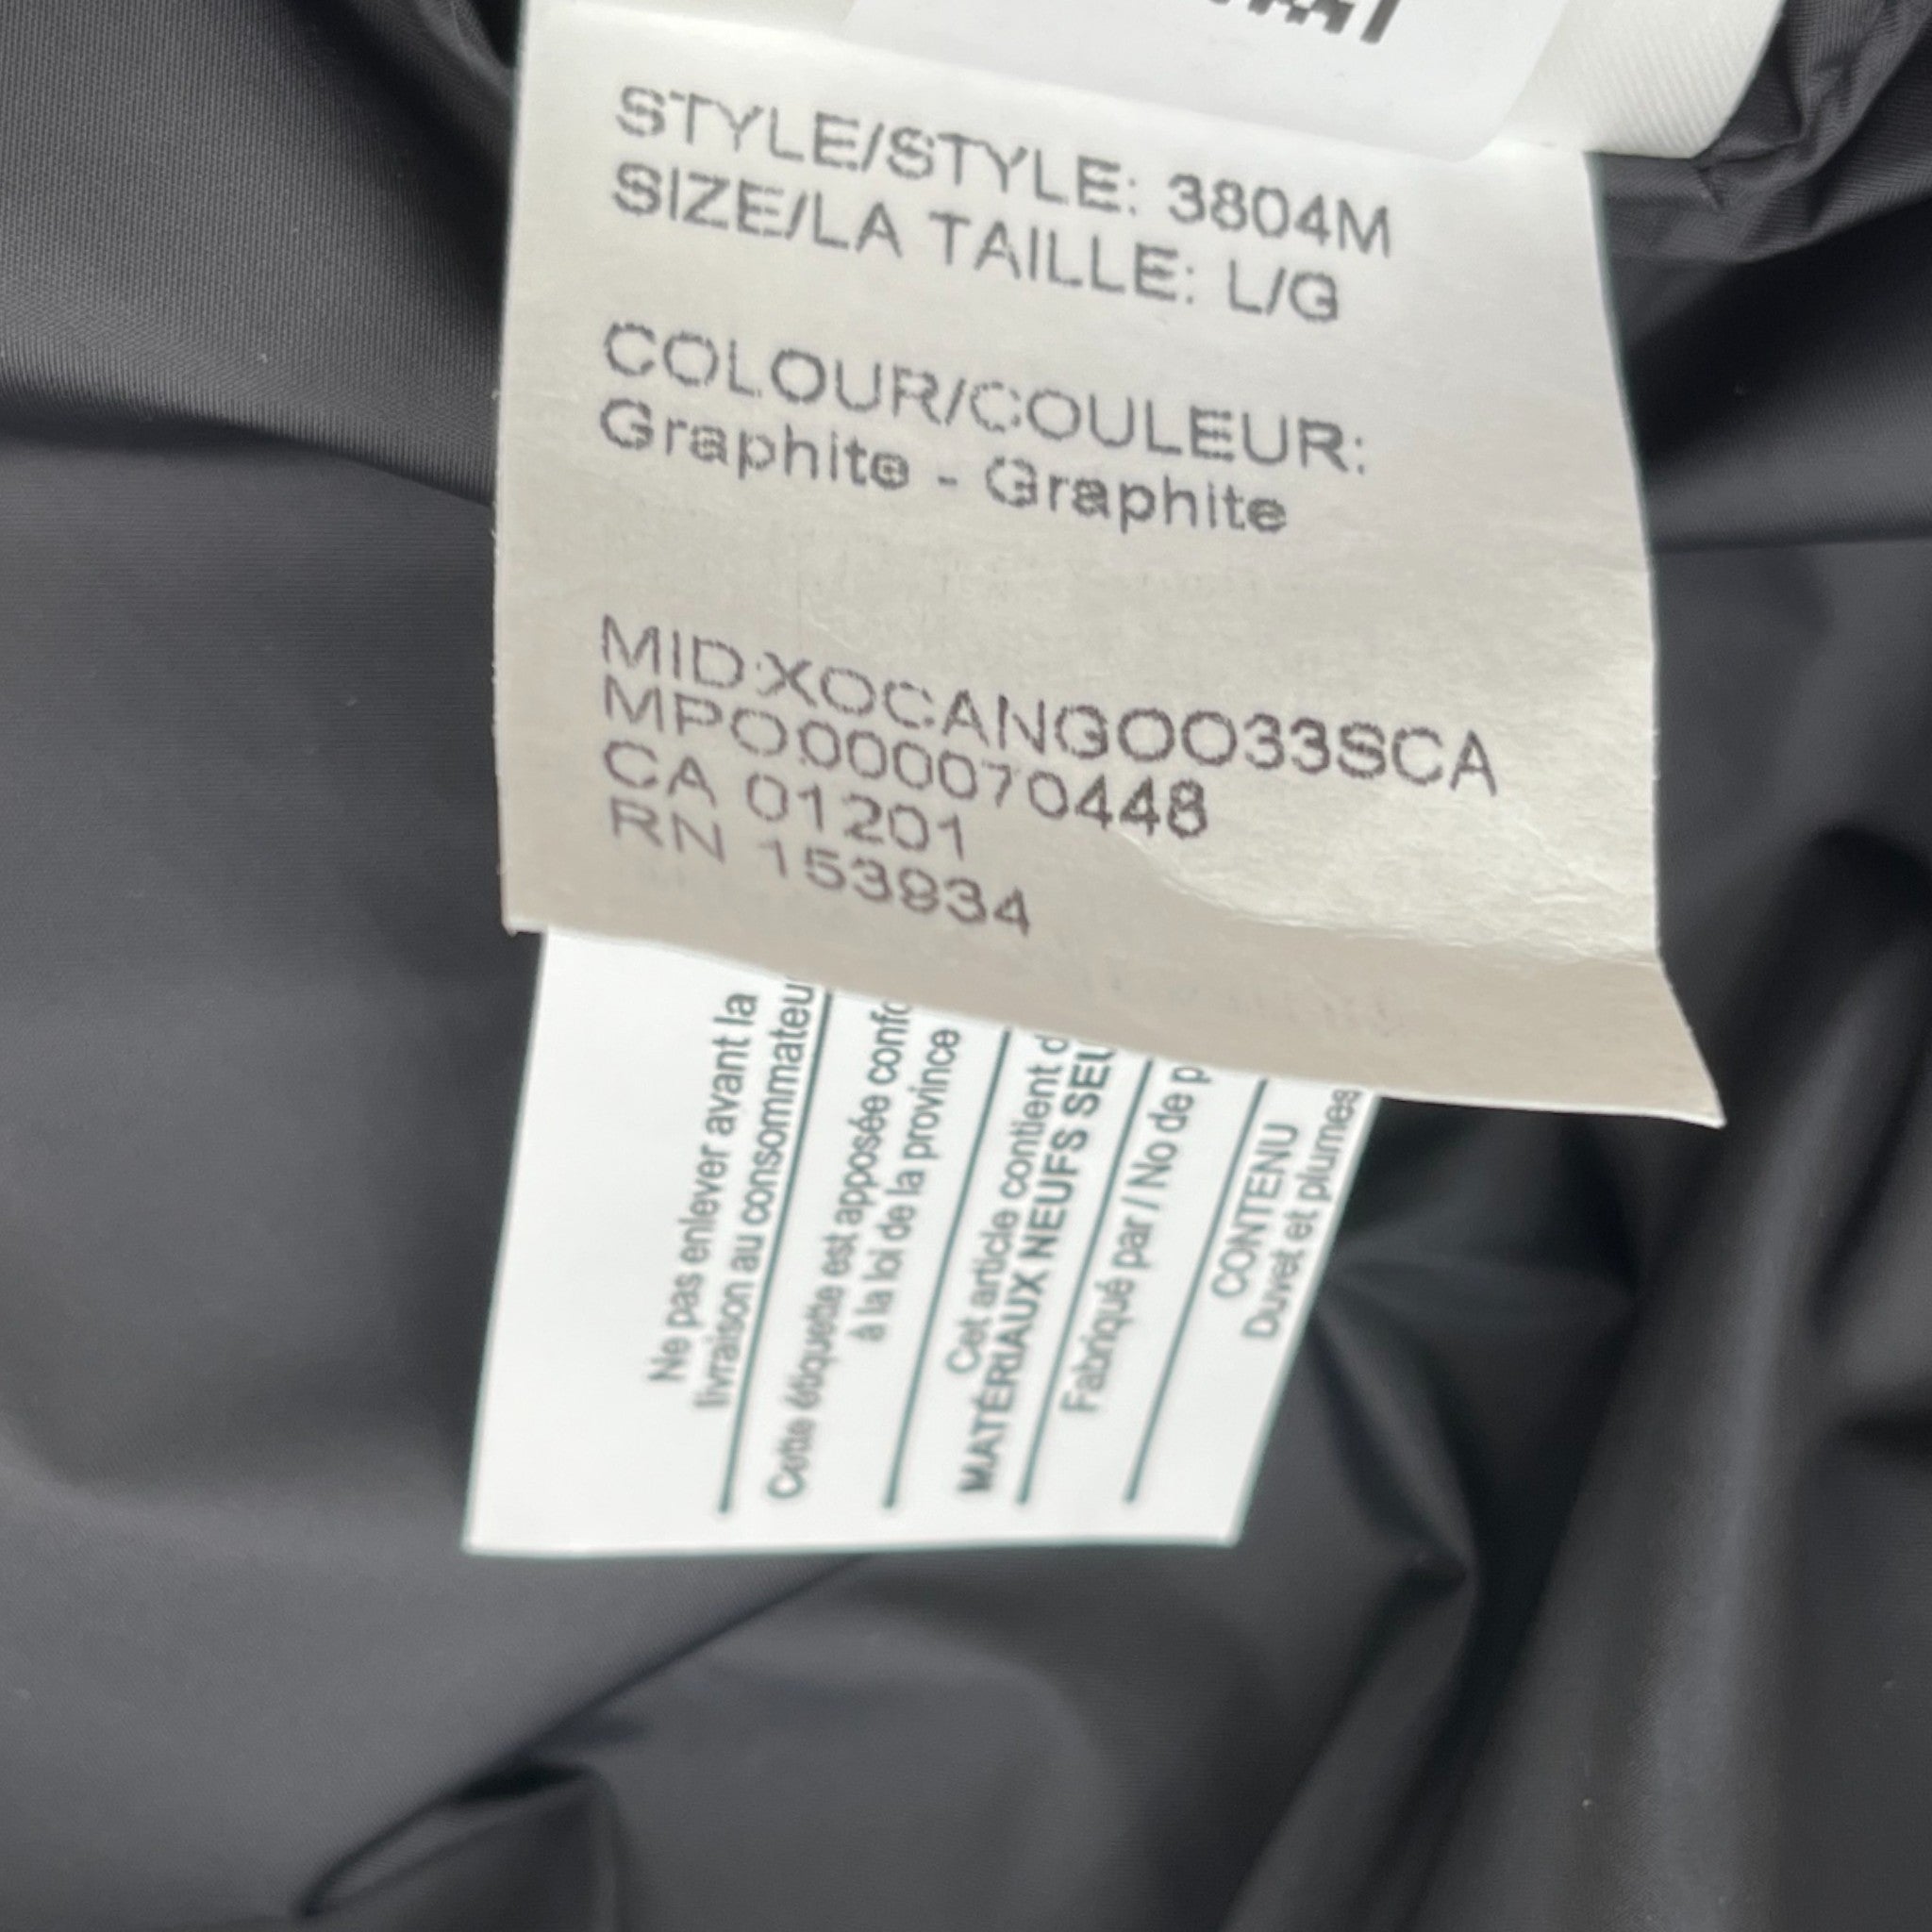 STYLE/STYLE: 3804M
SIZE/LA TAILLE: L/G
COLOUR/COULEUR:
Graphite - Graphite
MID:XOCANGOO33SCA
MPO000070448
CA 01201
RN 153934
Ne pas enlever avant la
livraison au consommateu
Cette étiquette est apposée confo
à la loi de la province
Cet article contient d
MATÉRIAUX NEUFS SEU
Fabriqué par / No de p
CONTENU
Duvet et plumes